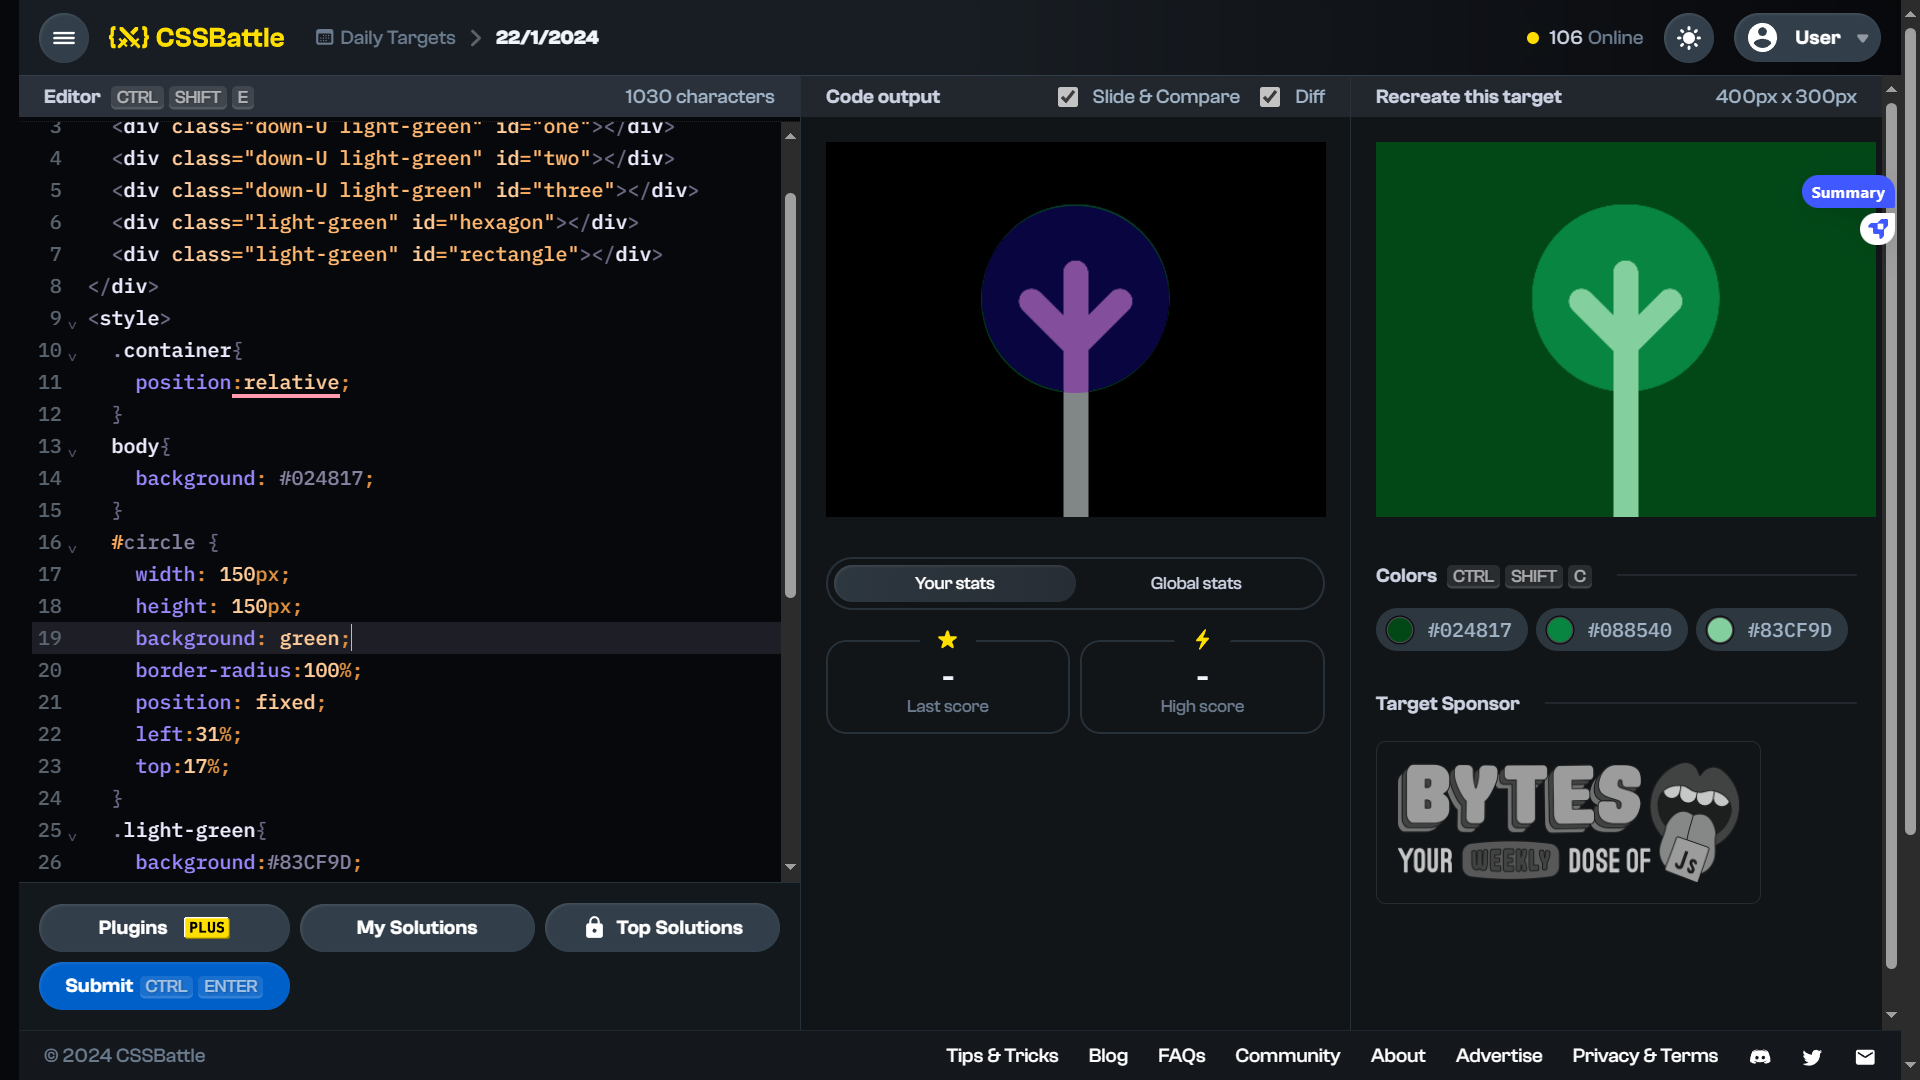 {X} CSSBattle
Daily Targets
22/1/2024
106 Online
User
Editor CTRL SHIFT E
1030 characters
3 <div class="down-U light-green" id="one"></div>
4 <div class="down-U light-green" id="two"></div>
5 <div class="down-U light-green" id="three"></div>
6 <div class="light-green" id="hexagon"></div>
7 <div class="light-green" id="rectangle"></div>
8 </div>
9 <style>
10 .container{
11 position:relative;
12 }
13 body{
14 background: #024817;
15 }
16 #circle {
17 width: 150px;
18 height: 150px;
19 background: green;
20 border-radius:100%;
21 position: fixed;
22 left:31%;
23 top:17%;
24 }
25 .light-green{
26 background:#83CF9D;
Plugins PLUS
My Solutions
Top Solutions
Submit CTRL ENTER
Code output
Slide & Compare
Diff
Your stats
Global stats
-
Last score
-
High score
Recreate this target
400px x 300px
Summary
Colors CTRL SHIFT C
#024817
#088540
#83CF9D
Target Sponsor
BYTES
YOUR WEEKLY DOSE OF JS
© 2024 CSSBattle
Tips & Tricks
Blog
FAQs
Community
About
Advertise
Privacy & Terms